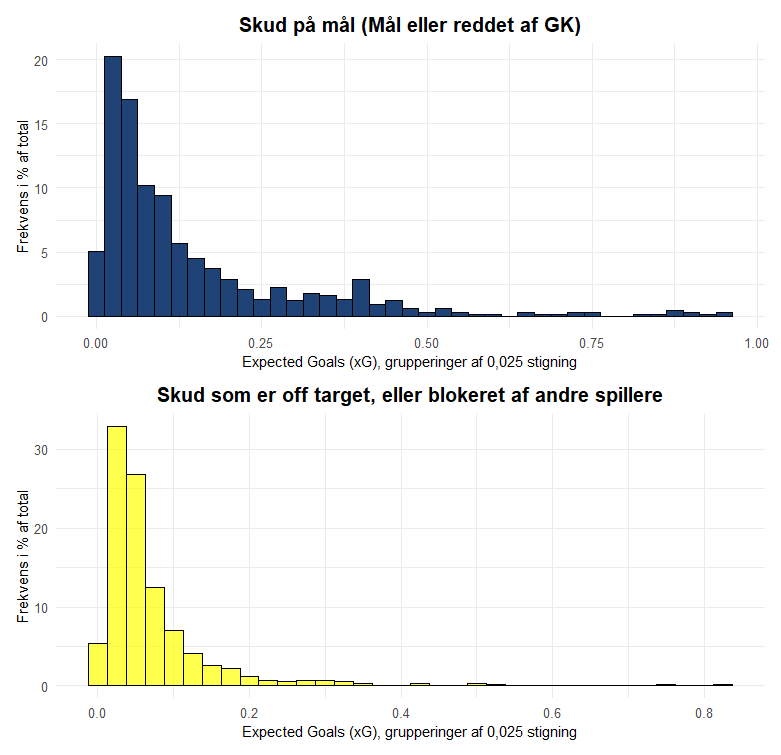 Skud på mål (Mål eller reddet af GK)
Frekvens i % af total
20
15
10
5
0
0.00 0.25 0.50 0.75 1.00
Expected Goals (xG), grupperinger af 0,025 stigning
Skud som er off target, eller blokeret af andre spillere
Frekvens i % af total
30
20
10
0
0.0 0.2 0.4 0.6 0.8
Expected Goals (xG), grupperinger af 0,025 stigning